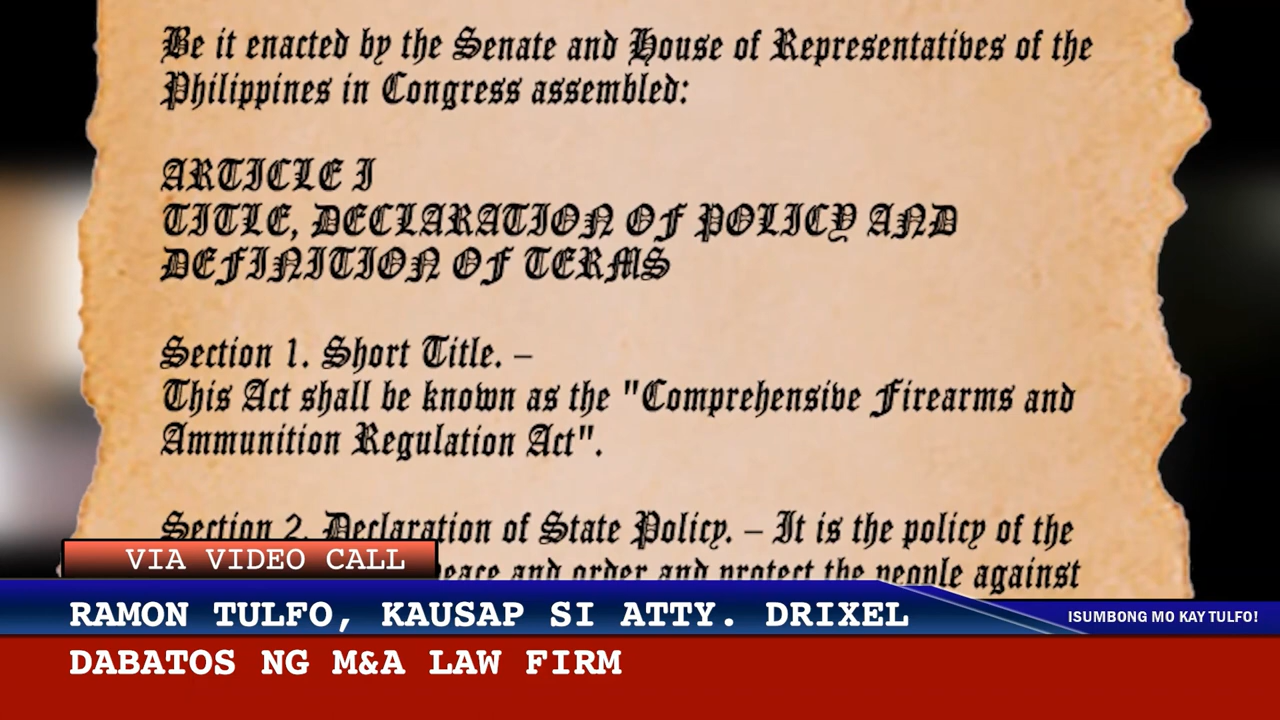 Be it enacted by the Senate and House of Representatives of the
Philippines in Congress assembled:
ARTICLE I
TITLE, DECLARATION OF POLICY AND
DEFINITION OF TERMS
Section 1. Short Title. –
This Act shall be known as the "Comprehensive Firearms and
Ammunition Regulation Act".
Section 2. Declaration of State Policy. – It is the policy of the
peace and order and protect the people against
VIA VIDEO CALL
RAMON TULFO, KAUSAP SI ATTY. DRIXEL
ISUMBONG MO KAY TULFO!
DABATOS NG M&A LAW FIRM